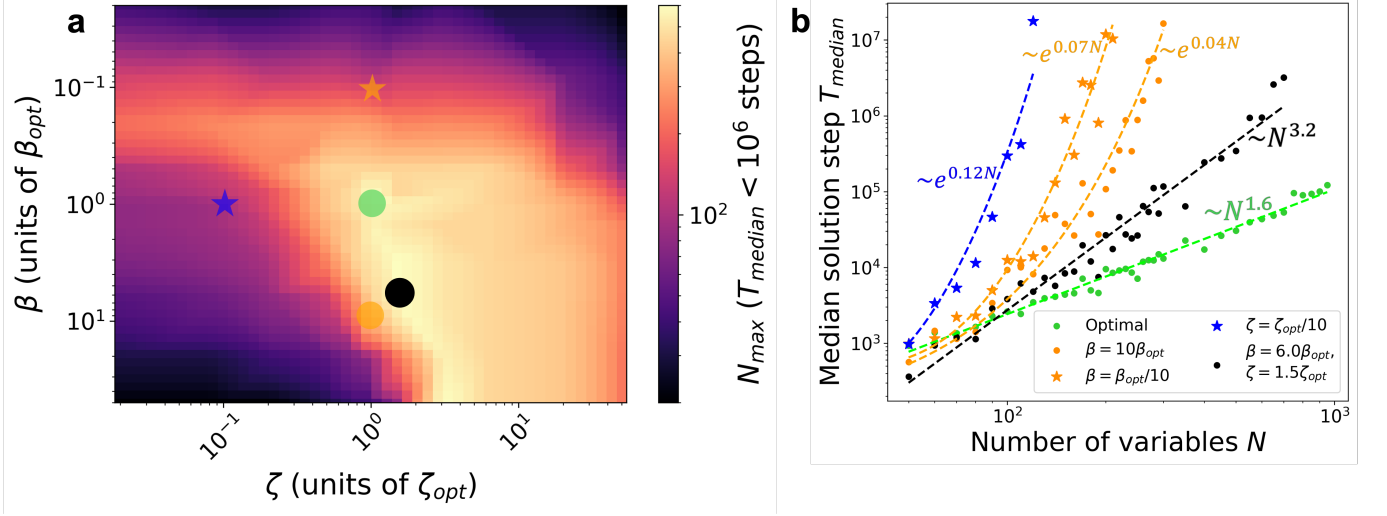 a
β (units of β_opt)
10^-1
10^0
10^1
10^-1
10^0
10^1
ζ (units of ζ_opt)
10^2
N_max (T_median < 10^6 steps)
b
Median solution step T_median
10^7
10^6
10^5
10^4
10^3
~e^0.12N
~e^0.07N
~e^0.04N
~N^3.2
~N^1.6
Optimal
β = 10β_opt
β = β_opt/10
ζ = ζ_opt/10
β = 6.0β_opt,
ζ = 1.5ζ_opt
10^2
10^3
Number of variables N